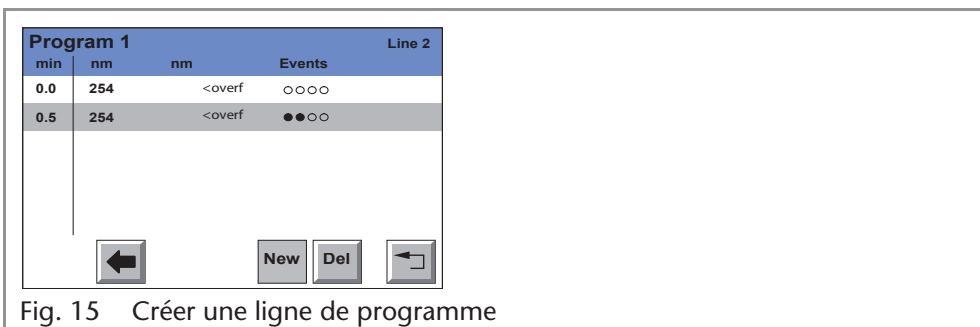 Program 1 Line 2
min nm nm Events
0.0 254 <overf ○○○○
0.5 254 <overf ●●○○
New Del
Fig. 15 Créer une ligne de programme